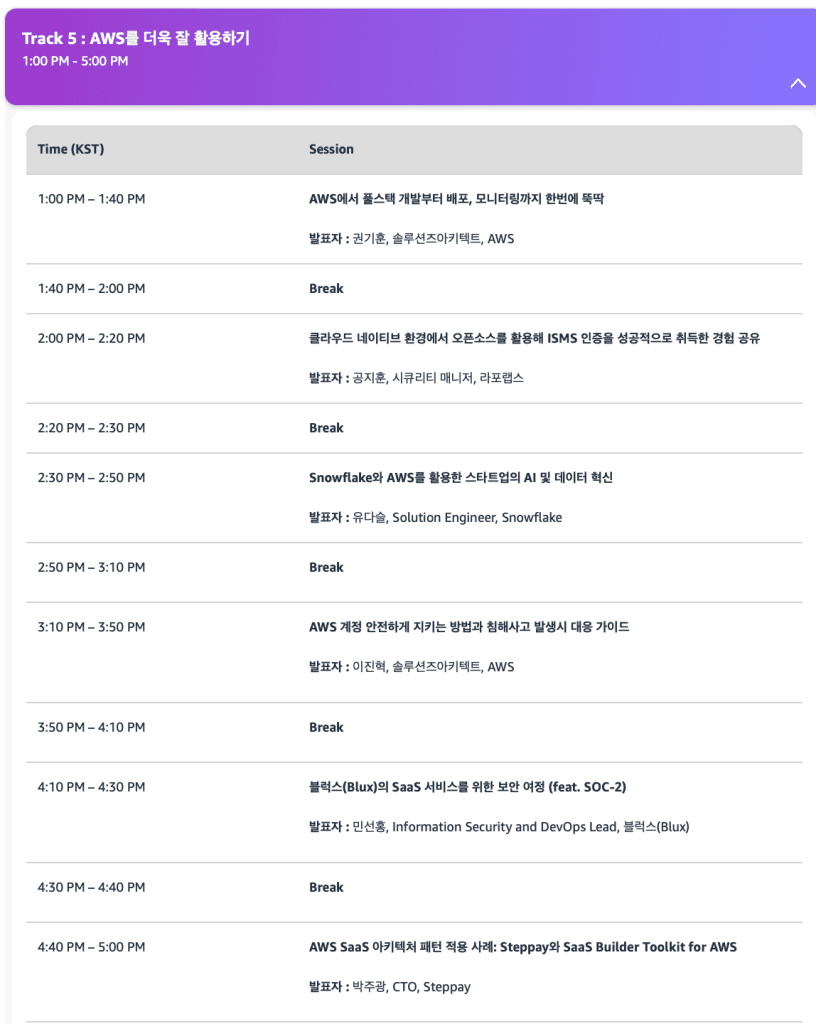 Track 5 : AWS를 더욱 잘 활용하기
1:00 PM - 5:00 PM
Time (KST) Session
1:00 PM – 1:40 PM AWS에서 풀스택 개발부터 배포, 모니터링까지 한번에 뚝딱
발표자 : 권기훈, 솔루션즈아키텍트, AWS
1:40 PM – 2:00 PM Break
2:00 PM – 2:20 PM 클라우드 네이티브 환경에서 오픈소스를 활용해 ISMS 인증을 성공적으로 취득한 경험 공유
발표자 : 공지훈, 시큐리티 매니저, 라포랩스
2:20 PM – 2:30 PM Break
2:30 PM – 2:50 PM Snowflake와 AWS를 활용한 스타트업의 AI 및 데이터 혁신
발표자 : 유다슬, Solution Engineer, Snowflake
2:50 PM – 3:10 PM Break
3:10 PM – 3:50 PM AWS 계정 안전하게 지키는 방법과 침해사고 발생시 대응 가이드
발표자 : 이진혁, 솔루션즈아키텍트, AWS
3:50 PM – 4:10 PM Break
4:10 PM – 4:30 PM 블럭스(Blux)의 SaaS 서비스를 위한 보안 여정 (feat. SOC-2)
발표자 : 민선홍, Information Security and DevOps Lead, 블럭스(Blux)
4:30 PM – 4:40 PM Break
4:40 PM – 5:00 PM AWS SaaS 아키텍처 패턴 적용 사례: Steppay와 SaaS Builder Toolkit for AWS
발표자 : 박주광, CTO, Steppay